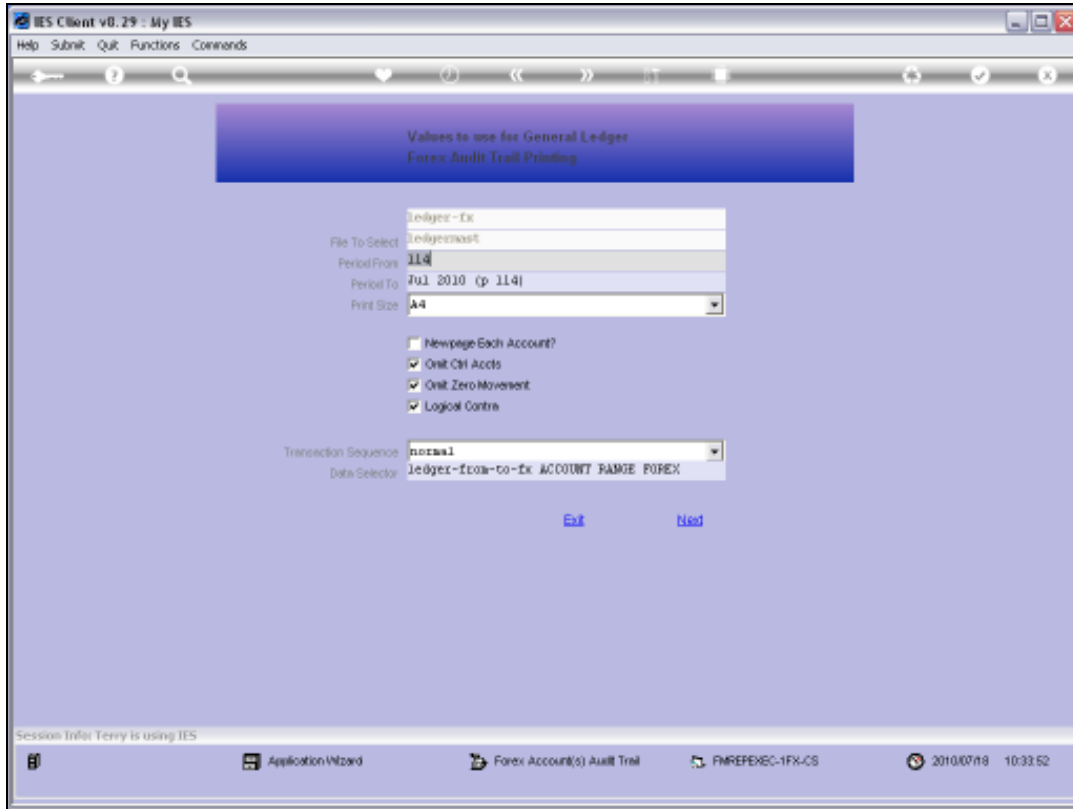 IES Client v8.29 : My IES
Help Submit Quit Functions Commands
Values to use for General Ledger
Forex Audit Trail Printing
ledger-fx
File To Select ledgermast
Period From 114
Period To Jul 2010 (p 114)
Print Size A4
Newpage Each Account?
Omit Ctrl Accts
Omit Zero Movement
Logical Contra
Transaction Sequence normal
Data Selector ledger-from-to-fx ACCOUNT RANGE FOREX
Exit Next
Session Info: Terry is using IES
Application Wizard Forex Account(s) Audit Trail FMREPEXEC-1FX-CS 2010/07/18 10:33:52